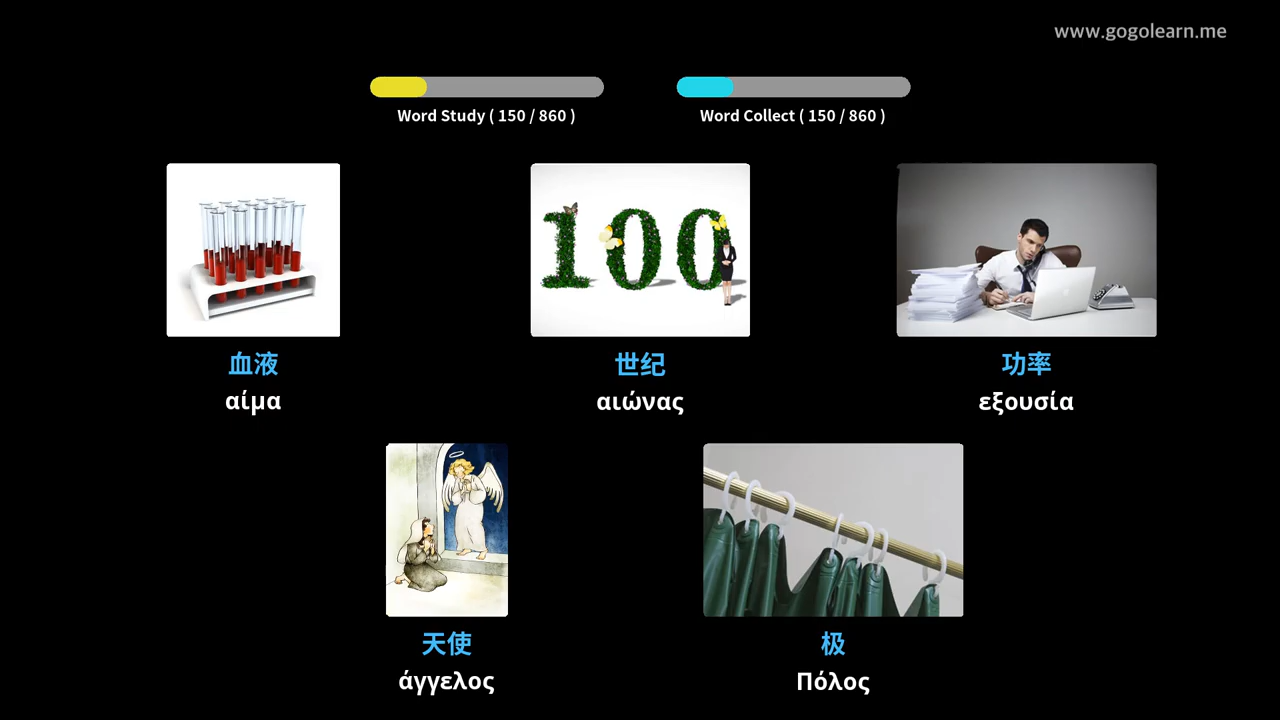 www.gogolearn.me
Word Study ( 150 / 860 )
Word Collect ( 150 / 860 )
100
血液
αίμα
世纪
αιώνας
功率
εξουσία
天使
άγγελος
极
Πόλος